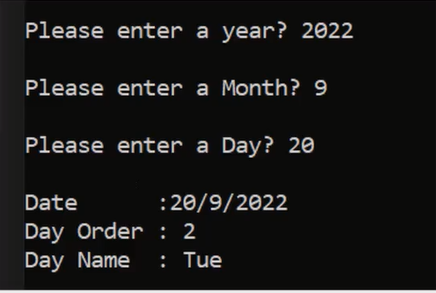 Please enter a year? 2022
Please enter a Month? 9
Please enter a Day? 20
Date      :20/9/2022
Day Order : 2
Day Name  : Tue